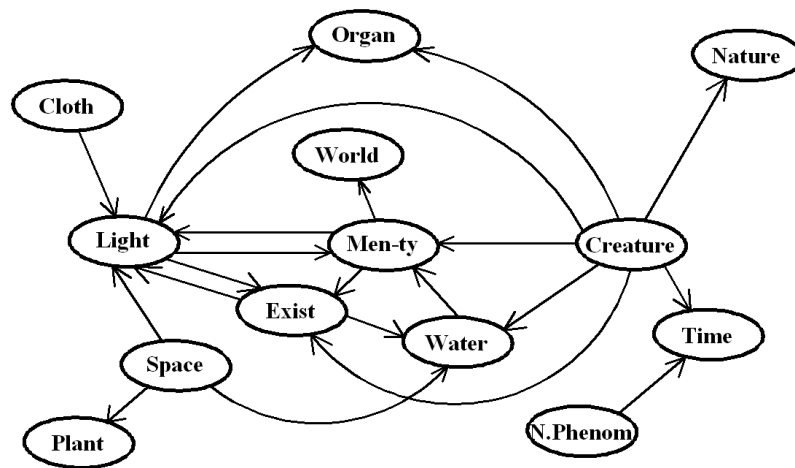 Organ
Nature
Cloth
World
Light
Men-ty
Creature
Exist
Water
Time
Space
Plant
N.Phenom